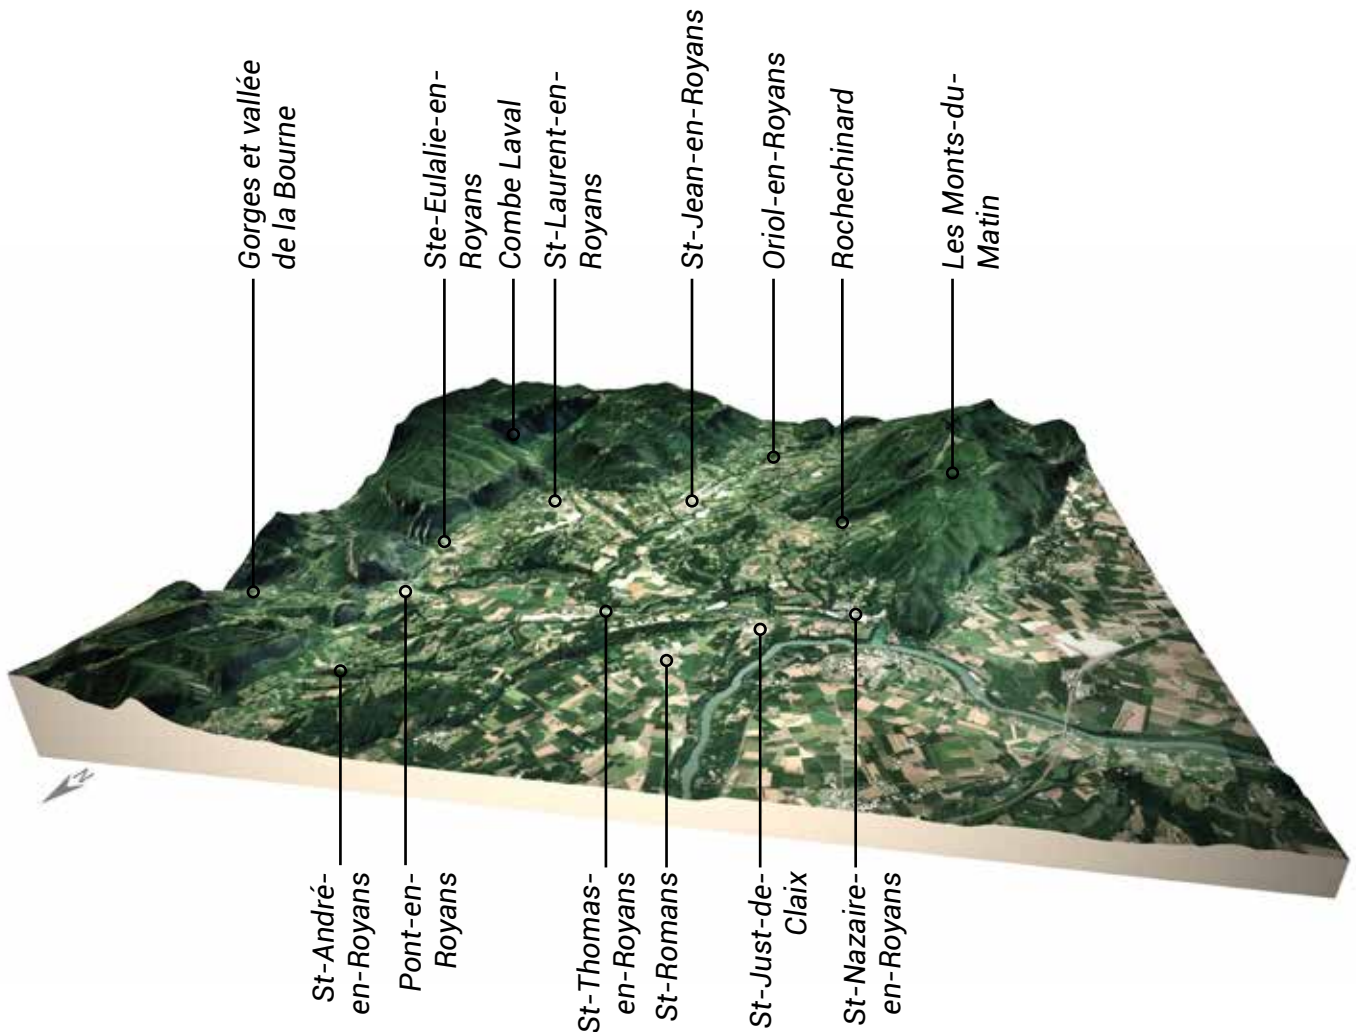 Gorges et vallée
de la Bourne
Ste-Eulalie-en-
Royans
Combe Laval
St-Laurent-en-
Royans
St-Jean-en-Royans
Oriol-en-Royans
Rochechinard
Les Monts-du-
Matin
N
St-André-
en-Royans
Pont-en-
Royans
St-Thomas-
en-Royans
St-Romans
St-Just-de-
Claix
St-Nazaire-
en-Royans